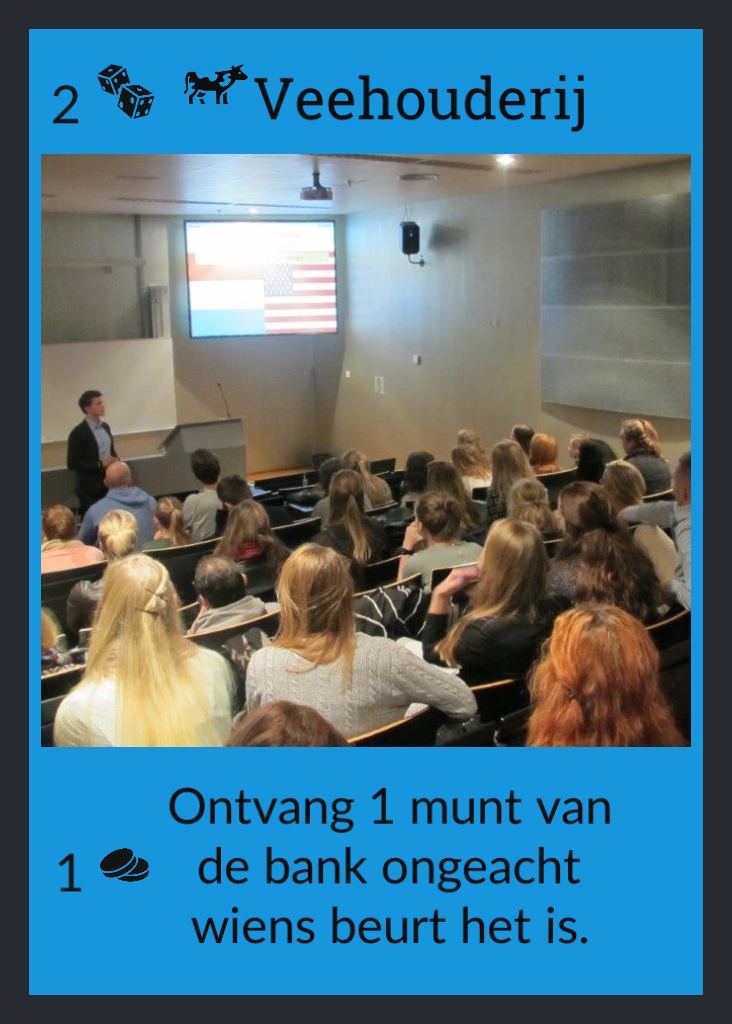 2 Veehouderij
Ontvang 1 munt van
1 de bank ongeacht
wiens beurt het is.